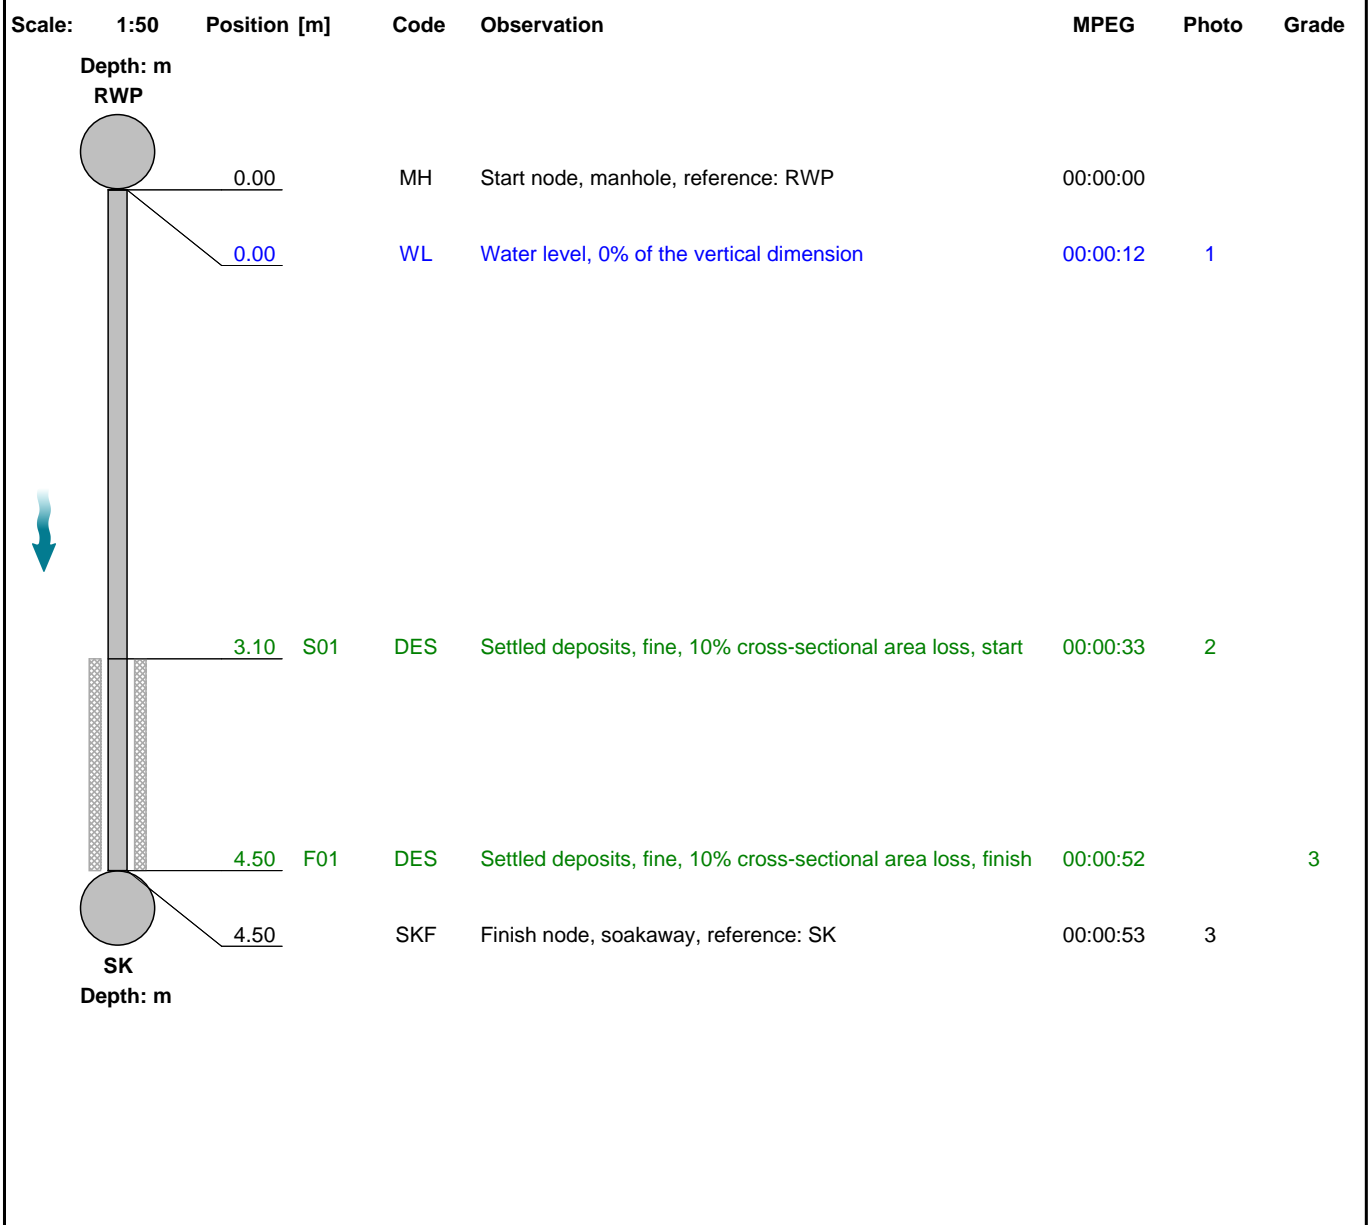 Scale: 1:50 Position [m] Code Observation MPEG Photo Grade
Depth: m
RWP
0.00 MH Start node, manhole, reference: RWP 00:00:00
0.00 WL Water level, 0% of the vertical dimension 00:00:12 1
3.10 S01 DES Settled deposits, fine, 10% cross-sectional area loss, start 00:00:33 2
4.50 F01 DES Settled deposits, fine, 10% cross-sectional area loss, finish 00:00:52 3
4.50 SKF Finish node, soakaway, reference: SK 00:00:53 3
SK
Depth: m